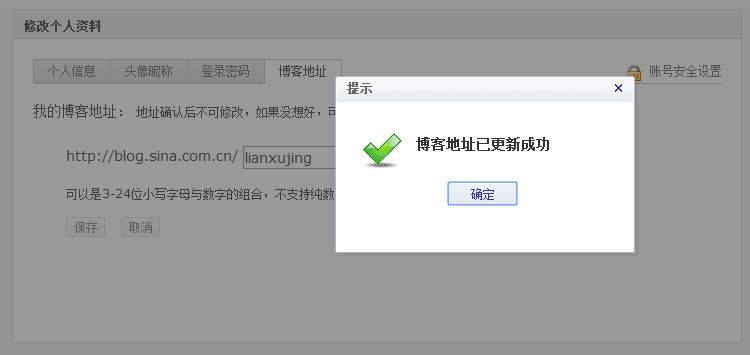 修改个人资料
个人信息 头像昵称 登录密码 博客地址
账号安全设置
提示
我的博客地址： 地址确认后不可修改，如果没想好，可
博客地址已更新成功
http://blog.sina.com.cn/ lianxujing
可以是3-24位小写字母与数字的组合，不支持纯数
确定
保存 取消